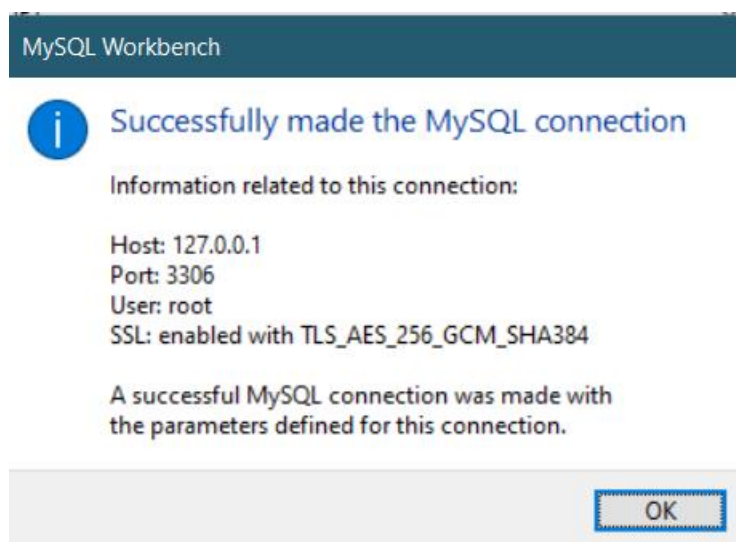 MySQL Workbench
Successfully made the MySQL connection
Information related to this connection:
Host: 127.0.0.1
Port: 3306
User: root
SSL: enabled with TLS_AES_256_GCM_SHA384
A successful MySQL connection was made with
the parameters defined for this connection.
OK